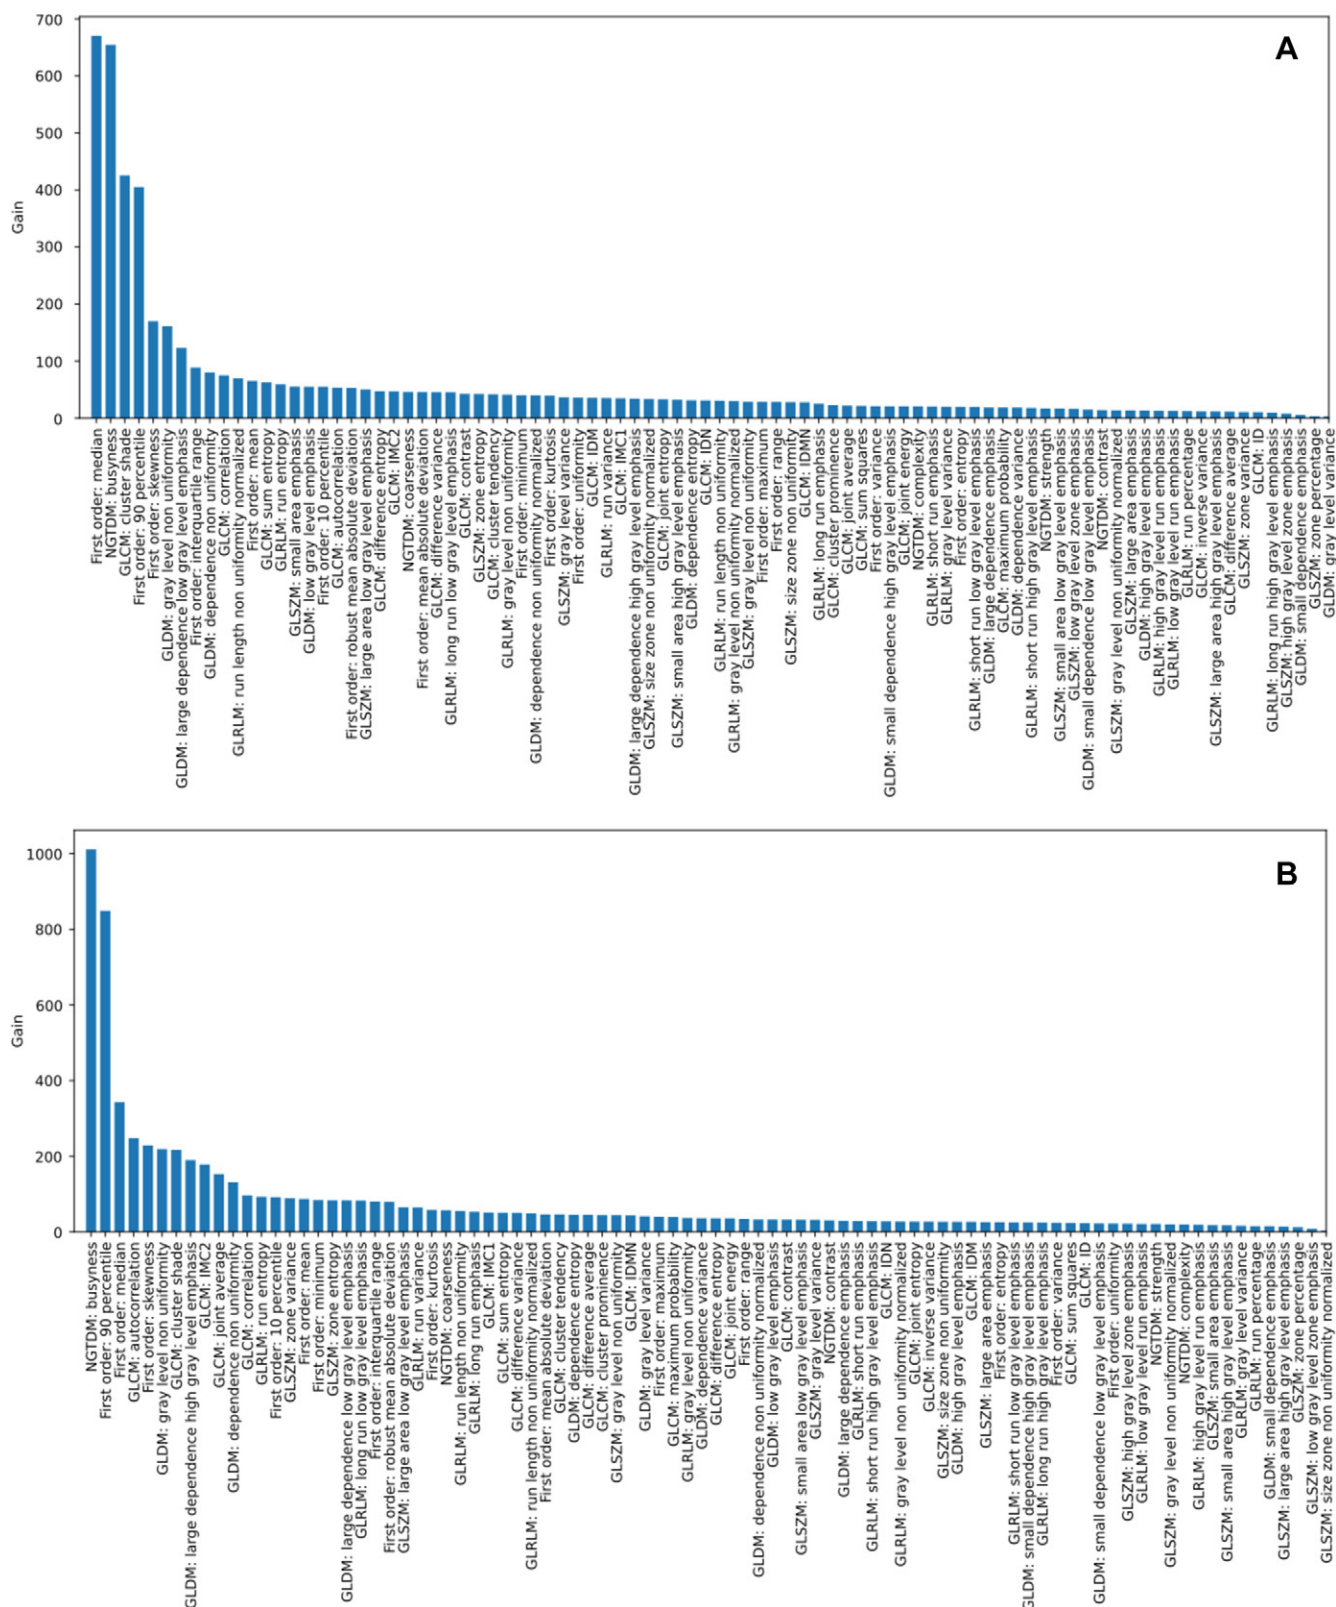 A
700
600
500
400
300
200
100
0
Gain
First order: median
NGTDM: busyness
GLCM: cluster shade
First order: 90 percentile
First order: skewness
GLDM: gray level non uniformity
GLDM: large dependence low gray level emphasis
First order: interquartile range
GLDM: dependence non uniformity
GLCM: correlation
GLRLM: run length non uniformity normalized
First order: mean
GLCM: sum entropy
GLRLM: run entropy
GLSZM: small area emphasis
GLDM: low gray level emphasis
First order: 10 percentile
GLCM: autocorrelation
First order: robust mean absolute deviation
GLSZM: large area low gray level emphasis
GLCM: difference entropy
GLCM: IMC2
NGTDM: coarseness
First order: mean absolute deviation
GLCM: difference variance
GLRLM: long run low gray level emphasis
GLCM: contrast
GLSZM: zone entropy
GLCM: cluster tendency
GLRLM: gray level non uniformity
First order: minimum
GLDM: dependence non uniformity normalized
First order: kurtosis
GLSZM: gray level variance
First order: uniformity
GLCM: IDM
GLRLM: run variance
GLCM: IMC1
GLDM: large dependence high gray level emphasis
GLSZM: size zone non uniformity normalized
GLCM: joint entropy
GLSZM: small area high gray level emphasis
GLDM: dependence entropy
GLCM: IDN
GLRLM: run length non uniformity
GLRLM: gray level non uniformity normalized
GLSZM: gray level non uniformity
First order: maximum
First order: range
GLSZM: size zone non uniformity
GLCM: IDMN
GLRLM: long run emphasis
GLCM: cluster prominence
GLCM: joint average
GLCM: sum squares
First order: variance
GLDM: small dependence high gray level emphasis
GLCM: joint energy
NGTDM: complexity
GLRLM: short run emphasis
GLRLM: gray level variance
First order: entropy
GLRLM: short run low gray level emphasis
GLDM: large dependence emphasis
GLCM: maximum probability
GLDM: dependence variance
GLRLM: short run high gray level emphasis
NGTDM: strength
GLSZM: small area low gray level emphasis
GLSZM: low gray level zone emphasis
GLDM: small dependence low gray level emphasis
NGTDM: contrast
GLSZM: gray level non uniformity normalized
GLSZM: large area emphasis
GLDM: high gray level emphasis
GLRLM: high gray level run emphasis
GLRLM: low gray level run emphasis
GLRLM: run percentage
GLCM: inverse variance
GLSZM: large area high gray level emphasis
GLCM: difference average
GLSZM: zone variance
GLCM: ID
GLRLM: long run high gray level emphasis
GLSZM: high gray level zone emphasis
GLDM: small dependence emphasis
GLSZM: zone percentage
GLDM: gray level variance
B
1000
800
600
400
200
0
Gain
NGTDM: busyness
First order: 90 percentile
First order: median
GLCM: autocorrelation
First order: skewness
GLDM: gray level non uniformity
GLCM: cluster shade
GLDM: large dependence high gray level emphasis
GLCM: IMC2
GLCM: joint average
GLDM: dependence non uniformity
GLCM: correlation
GLRLM: run entropy
First order: 10 percentile
GLSZM: zone variance
First order: mean
First order: minimum
GLSZM: zone entropy
GLDM: large dependence low gray level emphasis
GLRLM: long run low gray level emphasis
First order: interquartile range
First order: robust mean absolute deviation
GLSZM: large area low gray level emphasis
GLRLM: run variance
First order: kurtosis
NGTDM: coarseness
GLRLM: run length non uniformity
GLRLM: long run emphasis
GLCM: IMC1
GLCM: sum entropy
GLCM: difference variance
GLRLM: run length non uniformity normalized
First order: mean absolute deviation
GLCM: cluster tendency
GLDM: dependence entropy
GLCM: difference average
GLCM: cluster prominence
GLSZM: gray level non uniformity
GLCM: IDMN
GLDM: gray level variance
First order: maximum
GLCM: maximum probability
GLRLM: gray level non uniformity
GLDM: dependence variance
GLCM: difference entropy
GLCM: joint energy
First order: range
GLDM: dependence non uniformity normalized
GLDM: low gray level emphasis
GLCM: contrast
GLSZM: small area low gray level emphasis
GLSZM: gray level variance
NGTDM: contrast
GLDM: large dependence emphasis
GLRLM: short run emphasis
GLRLM: short run high gray level emphasis
GLCM: IDN
GLRLM: gray level non uniformity normalized
GLCM: joint entropy
GLCM: inverse variance
GLSZM: size zone non uniformity
GLDM: high gray level emphasis
GLCM: IDM
GLSZM: large area emphasis
First order: entropy
GLRLM: short run low gray level emphasis
GLDM: small dependence high gray level emphasis
GLRLM: long run high gray level emphasis
First order: variance
GLCM: sum squares
GLCM: ID
GLDM: small dependence low gray level emphasis
First order: uniformity
GLSZM: high gray level zone emphasis
GLRLM: low gray level run emphasis
NGTDM: strength
GLSZM: gray level non uniformity normalized
NGTDM: complexity
GLRLM: high gray level run emphasis
GLSZM: small area emphasis
GLSZM: small area high gray level emphasis
GLRLM: gray level variance
GLRLM: run percentage
GLDM: small dependence emphasis
GLSZM: large area high gray level emphasis
GLSZM: zone percentage
GLSZM: low gray level zone emphasis
GLSZM: size zone non uniformity normalized